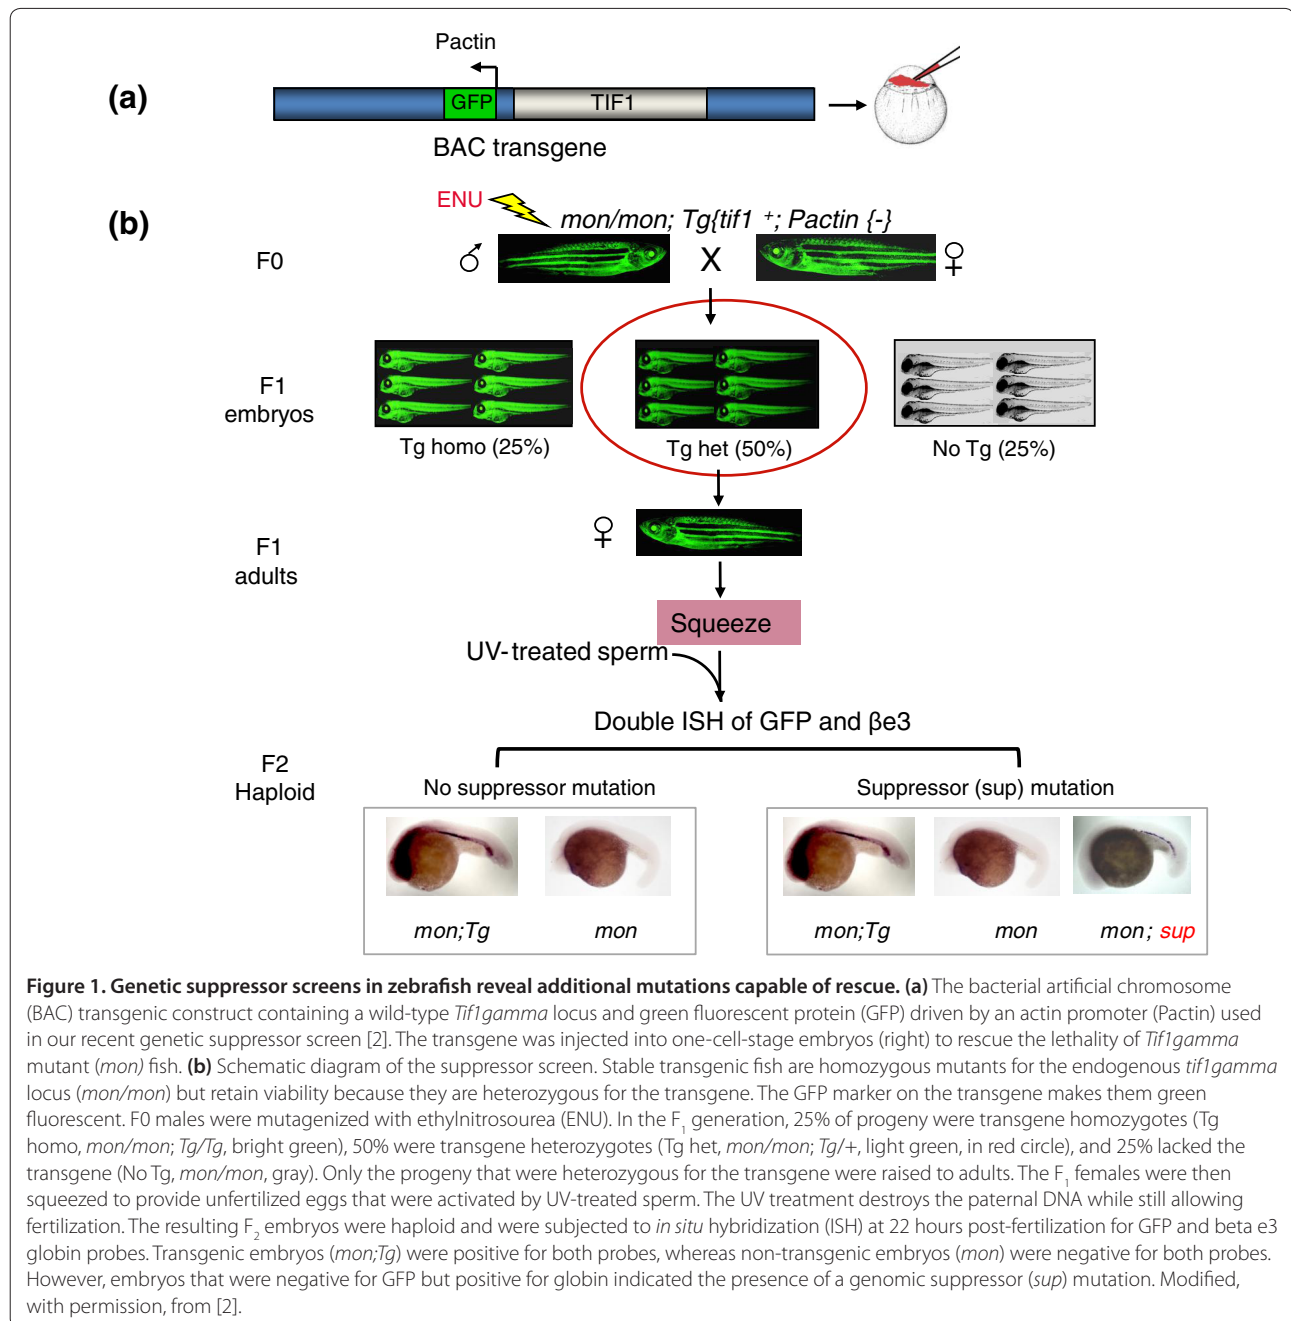 (a)
Pactin
GFP
TIF1
BAC transgene
(b)
ENU
mon/mon; Tg{tif1 +; Pactin {-}
F0
♂
X
♀
F1
embryos
Tg homo (25%)
Tg het (50%)
No Tg (25%)
F1
adults
♀
Squeeze
UV-treated sperm
Double ISH of GFP and βe3
F2
Haploid
No suppressor mutation
Suppressor (sup) mutation
mon;Tg
mon
mon;Tg
mon
mon; sup
Figure 1. Genetic suppressor screens in zebrafish reveal additional mutations capable of rescue. (a) The bacterial artificial chromosome
(BAC) transgenic construct containing a wild-type Tif1gamma locus and green fluorescent protein (GFP) driven by an actin promoter (Pactin) used
in our recent genetic suppressor screen [2]. The transgene was injected into one-cell-stage embryos (right) to rescue the lethality of Tif1gamma
mutant (mon) fish. (b) Schematic diagram of the suppressor screen. Stable transgenic fish are homozygous mutants for the endogenous tif1gamma
locus (mon/mon) but retain viability because they are heterozygous for the transgene. The GFP marker on the transgene makes them green
fluorescent. F0 males were mutagenized with ethylnitrosourea (ENU). In the F1 generation, 25% of progeny were transgene homozygotes (Tg
homo, mon/mon; Tg/Tg, bright green), 50% were transgene heterozygotes (Tg het, mon/mon; Tg/+, light green, in red circle), and 25% lacked the
transgene (No Tg, mon/mon, gray). Only the progeny that were heterozygous for the transgene were raised to adults. The F1 females were then
squeezed to provide unfertilized eggs that were activated by UV-treated sperm. The UV treatment destroys the paternal DNA while still allowing
fertilization. The resulting F2 embryos were haploid and were subjected to in situ hybridization (ISH) at 22 hours post-fertilization for GFP and beta e3
globin probes. Transgenic embryos (mon;Tg) were positive for both probes, whereas non-transgenic embryos (mon) were negative for both probes.
However, embryos that were negative for GFP but positive for globin indicated the presence of a genomic suppressor (sup) mutation. Modified,
with permission, from [2].